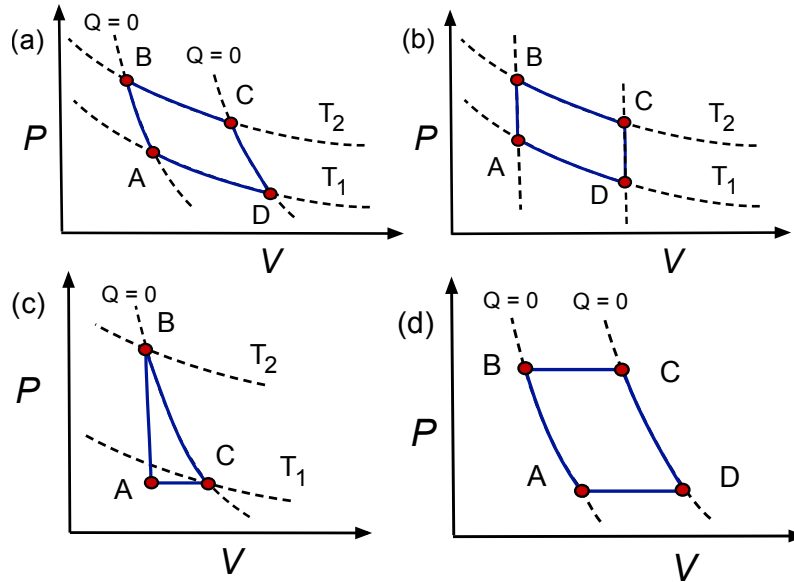 (a)
Q = 0
Q = 0
B
C
T2
P
A
T1
D
V
(b)
B
C
T2
A
T1
D
V
(c)
Q = 0
B
T2
P
C
T1
A
V
(d)
Q = 0
Q = 0
B
C
P
A
D
V